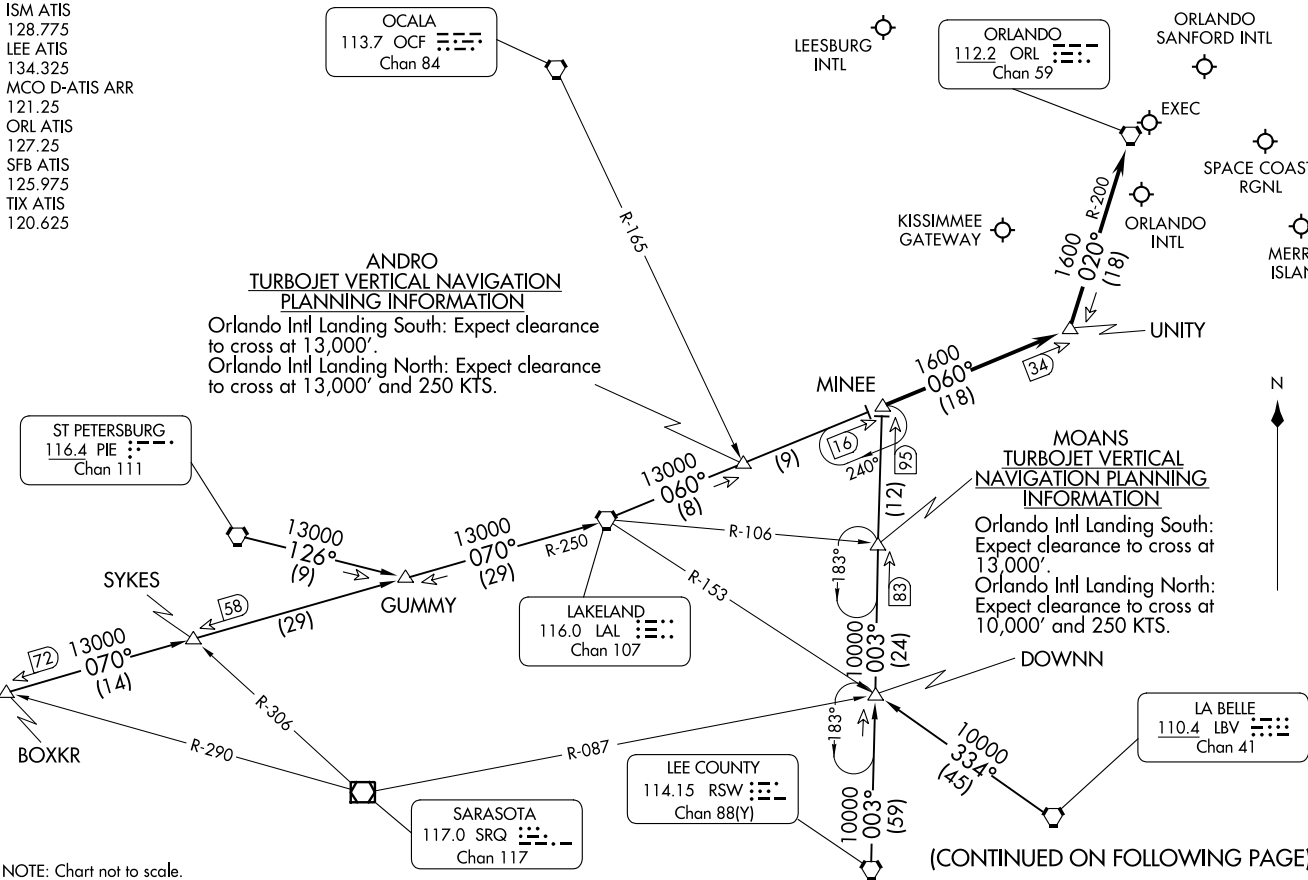 ISM ATIS
128.775
LEE ATIS
134.325
MCO D-ATIS ARR
121.25
ORL ATIS
127.25
SFB ATIS
125.975
TIX ATIS
120.625
OCALA
113.7 OCF
Chan 84
LEESBURG
INTL
ORLANDO
112.2 ORL
Chan 59
ORLANDO
SANFORD INTL
EXEC
SPACE COAST
RGNL
KISSIMMEE
GATEWAY
ORLANDO
INTL
MERR
ISLAN
R-200
1600
020°
(18)
R-165
ANDRO
TURBOJET VERTICAL NAVIGATION
PLANNING INFORMATION
Orlando Intl Landing South: Expect clearance
to cross at 13,000′.
Orlando Intl Landing North: Expect clearance
to cross at 13,000′ and 250 KTS.
UNITY
34
1600
060°
(18)
MINEE
N
16
240°
95
(12)
(9)
13000
060°
(8)
MOANS
TURBOJET VERTICAL
NAVIGATION PLANNING
INFORMATION
Orlando Intl Landing South:
Expect clearance to cross at
13,000′.
Orlando Intl Landing North:
Expect clearance to cross at
10,000′ and 250 KTS.
ST PETERSBURG
116.4 PIE
Chan 111
13000
126°
(9)
13000
070°
(29)
R-250
R-106
R-153
183°
83
SYKES
58
(29)
GUMMY
LAKELAND
116.0 LAL
Chan 107
10000
003°
(24)
DOWNN
72
13000
070°
(14)
BOXKR
R-306
R-290
R-087
183°
10000
334°
(45)
LA BELLE
110.4 LBV
Chan 41
LEE COUNTY
114.15 RSW
Chan 88(Y)
10000
003°
(59)
SARASOTA
117.0 SRQ
Chan 117
NOTE: Chart not to scale.
(CONTINUED ON FOLLOWING PAGE)